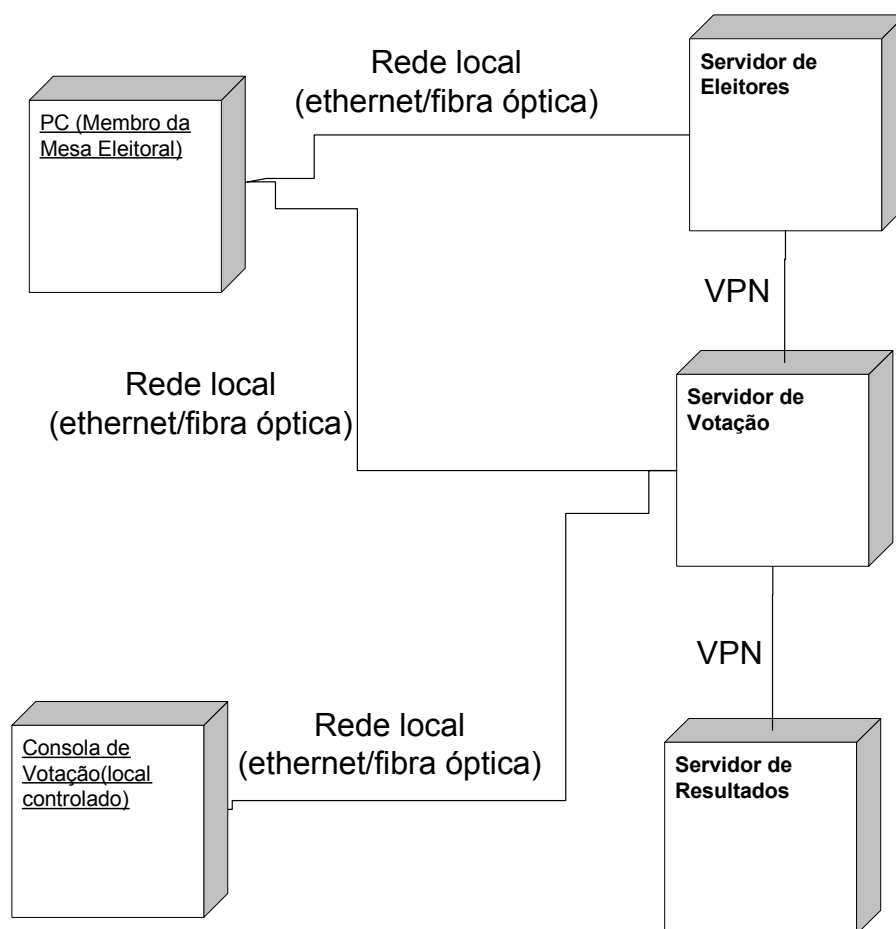 Rede local
(ethernet/fibra óptica)
Servidor de
Eleitores
PC (Membro da
Mesa Eleitoral)
VPN
Rede local
(ethernet/fibra óptica)
Servidor de
Votação
VPN
Rede local
(ethernet/fibra óptica)
Consola de
Votação(local
controlado)
Servidor de
Resultados